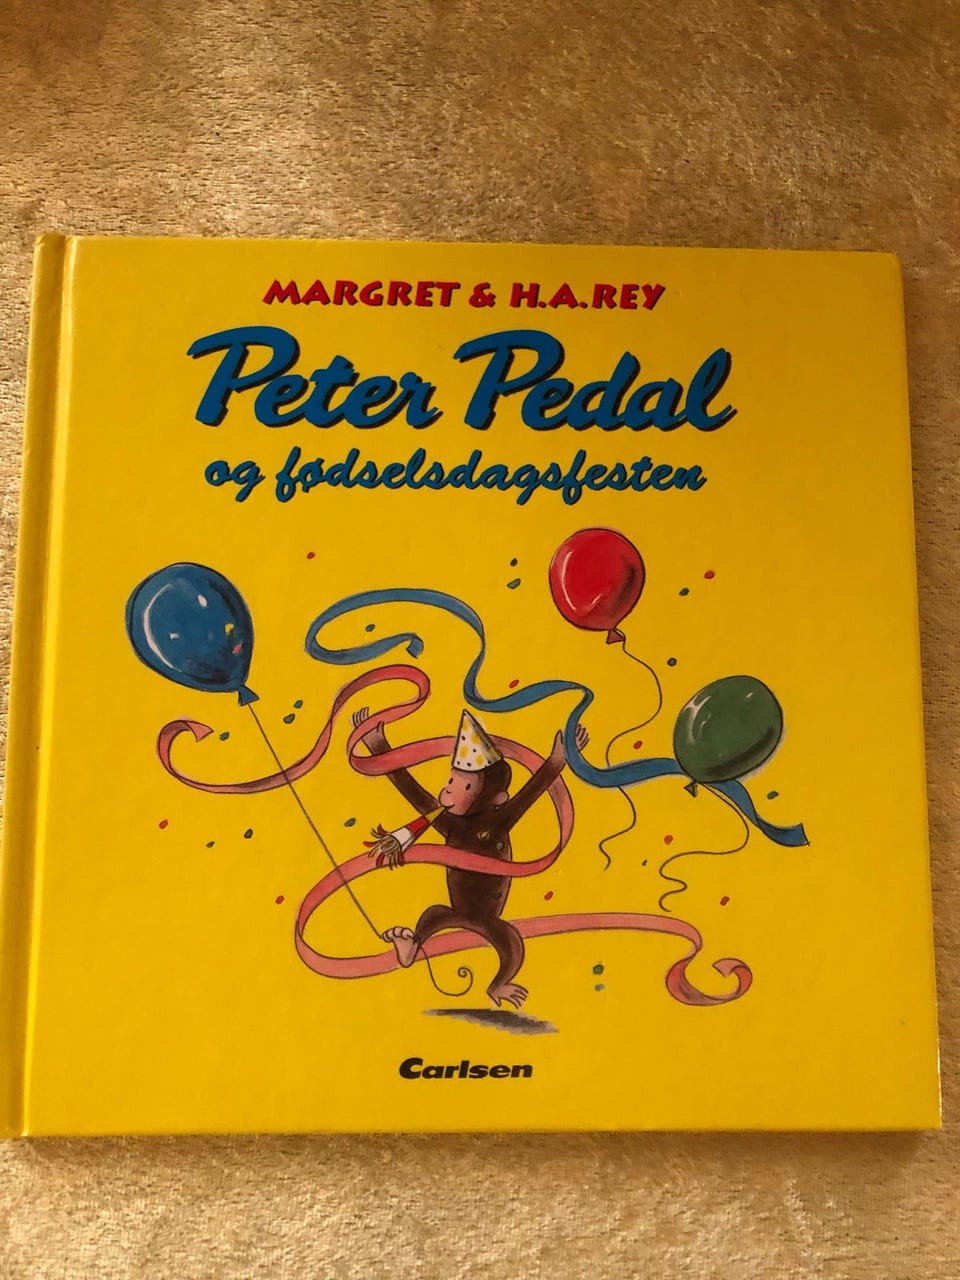 MARGRET & H.A.REY
Peter Pedal
og fødselsdagsfesten
Carlsen